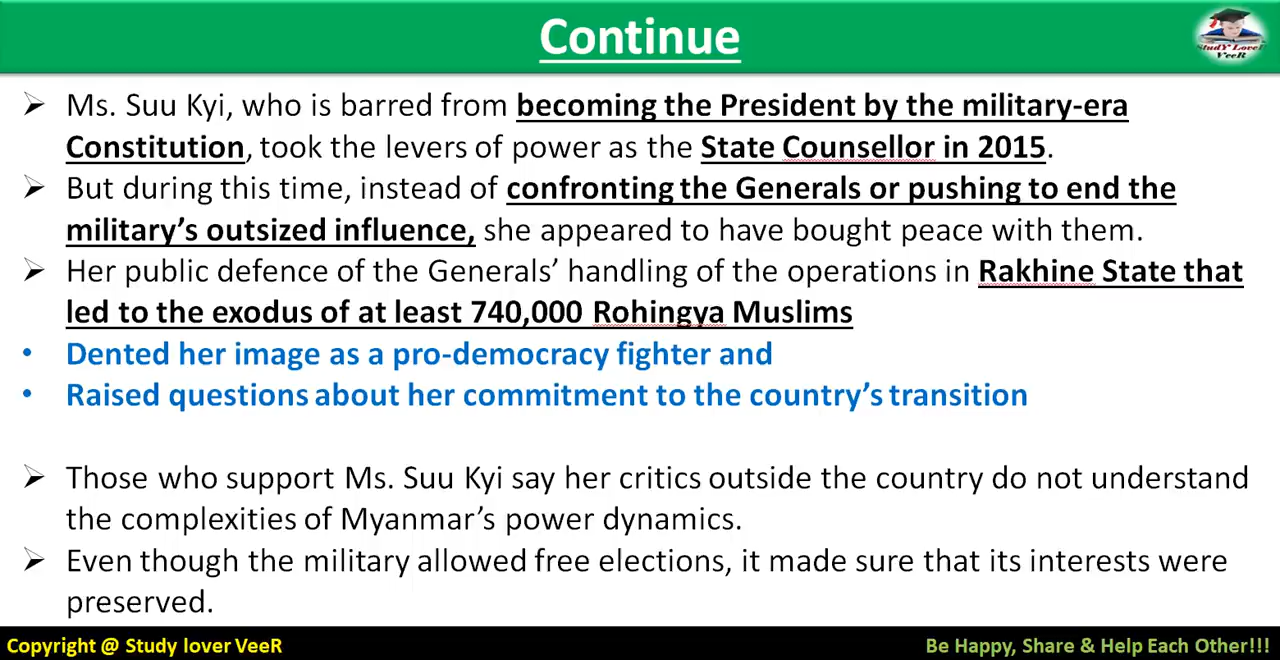 Continue
StudY LoveR
VeeR
➢ Ms. Suu Kyi, who is barred from becoming the President by the military-era
Constitution, took the levers of power as the State Counsellor in 2015.
➢ But during this time, instead of confronting the Generals or pushing to end the
military’s outsized influence, she appeared to have bought peace with them.
➢ Her public defence of the Generals’ handling of the operations in Rakhine State that
led to the exodus of at least 740,000 Rohingya Muslims
• Dented her image as a pro-democracy fighter and
• Raised questions about her commitment to the country’s transition
➢ Those who support Ms. Suu Kyi say her critics outside the country do not understand
the complexities of Myanmar’s power dynamics.
➢ Even though the military allowed free elections, it made sure that its interests were
preserved.
Copyright @ Study lover VeeR
Be Happy, Share & Help Each Other!!!